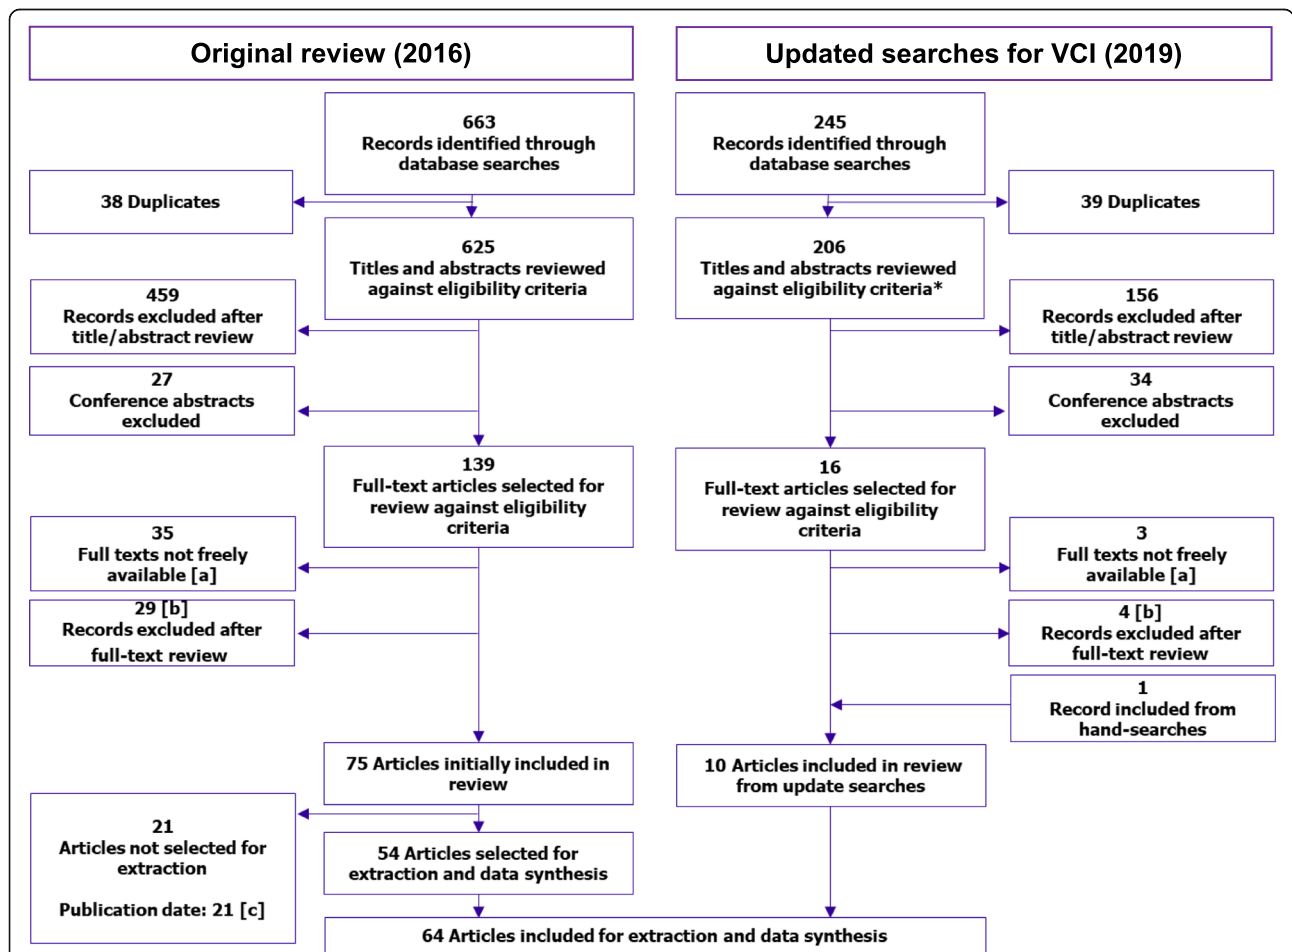 Original review (2016)
Updated searches for VCI (2019)
663
Records identified through
database searches
245
Records identified through
database searches
38 Duplicates
39 Duplicates
625
Titles and abstracts reviewed
against eligibility criteria
206
Titles and abstracts reviewed
against eligibility criteria*
459
Records excluded after
title/abstract review
156
Records excluded after
title/abstract review
27
Conference abstracts
excluded
34
Conference abstracts
excluded
139
Full-text articles selected for
review against eligibility
criteria
16
Full-text articles selected for
review against eligibility
criteria
35
Full texts not freely
available [a]
3
Full texts not freely
available [a]
29 [b]
Records excluded after
full-text review
4 [b]
Records excluded after
full-text review
1
Record included from
hand-searches
75 Articles initially included in
review
10 Articles included in review
from update searches
21
Articles not selected for
extraction
Publication date: 21 [c]
54 Articles selected for
extraction and data synthesis
64 Articles included for extraction and data synthesis